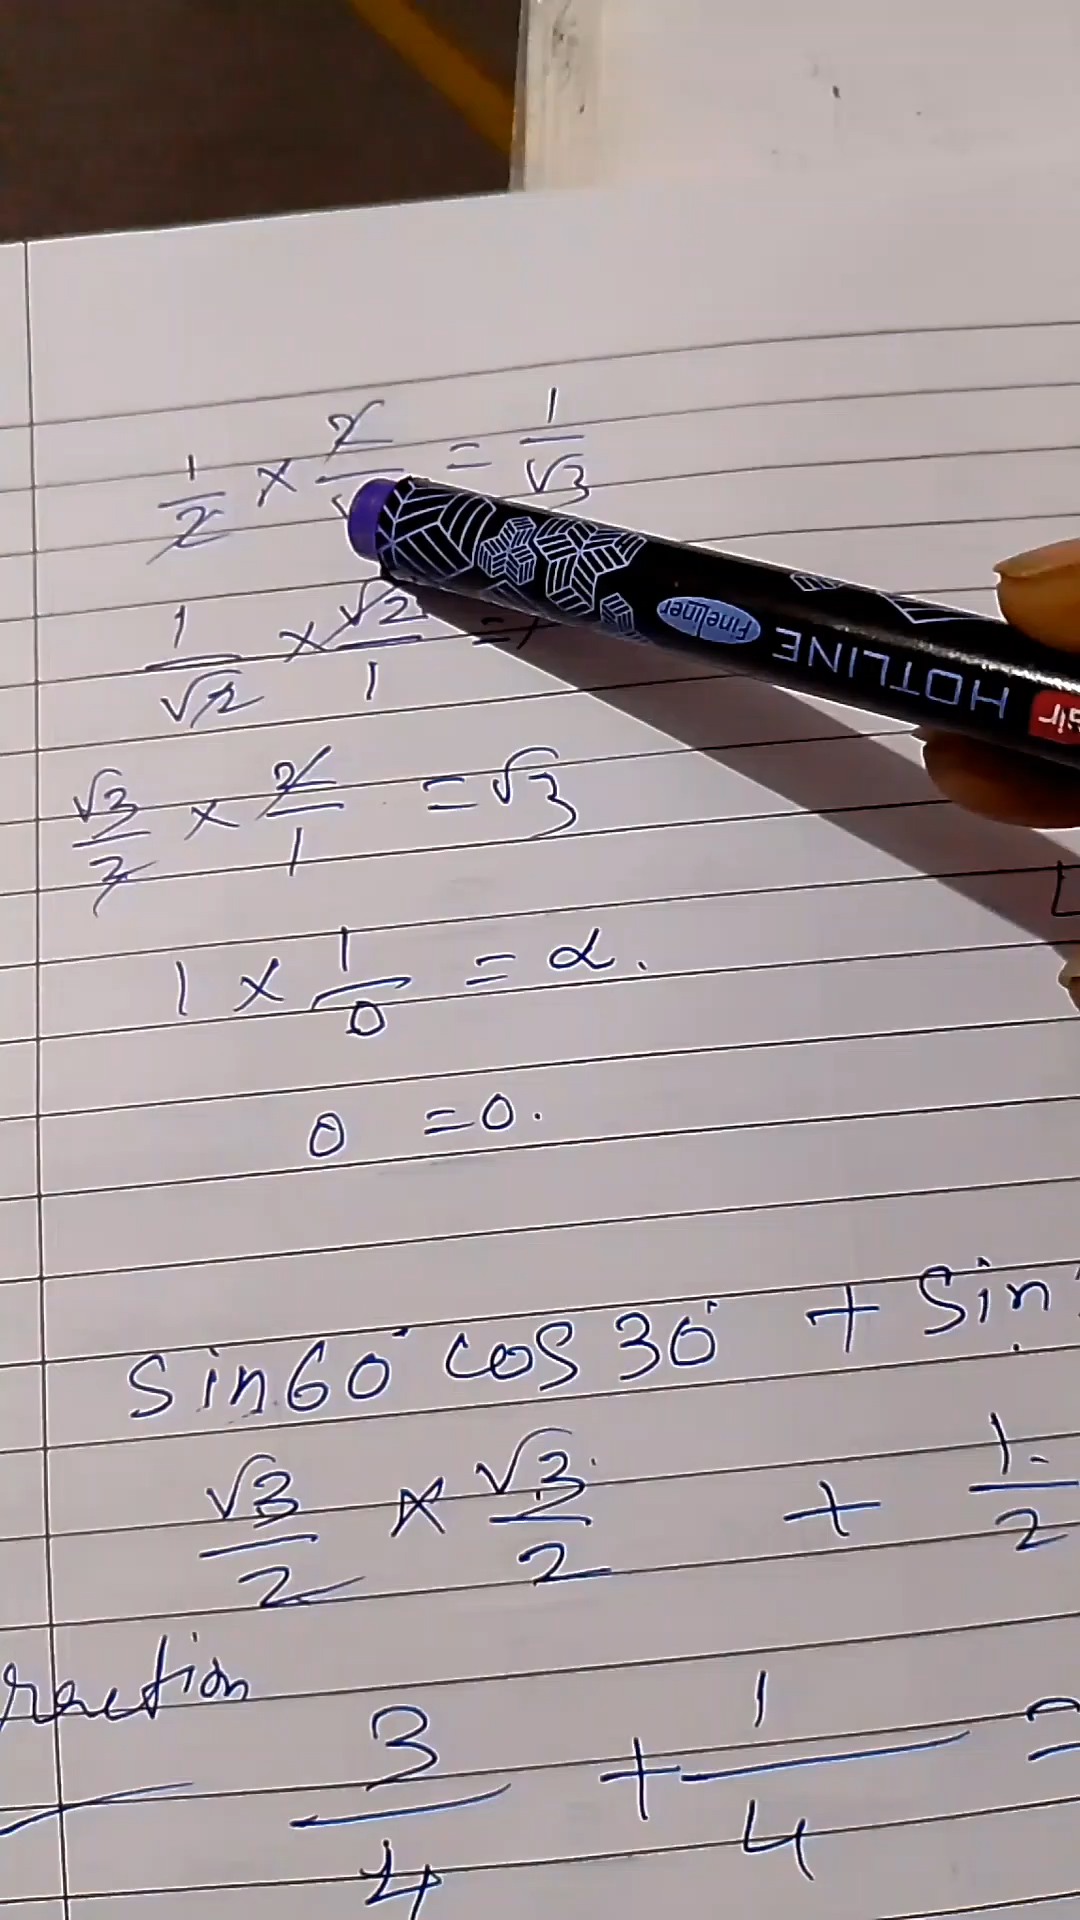 1/2 × 2/√ = 1/√3
1/√2 × √2/1 =
√3/2 × 2/1 = √3
1 × 1/0 = α.
0 = 0.
Sin60° cos 30° + Sin
√3/2 × √3/2 + 1/2
raction
3/4 + 1/4 =
HOTLINE
Fineliner